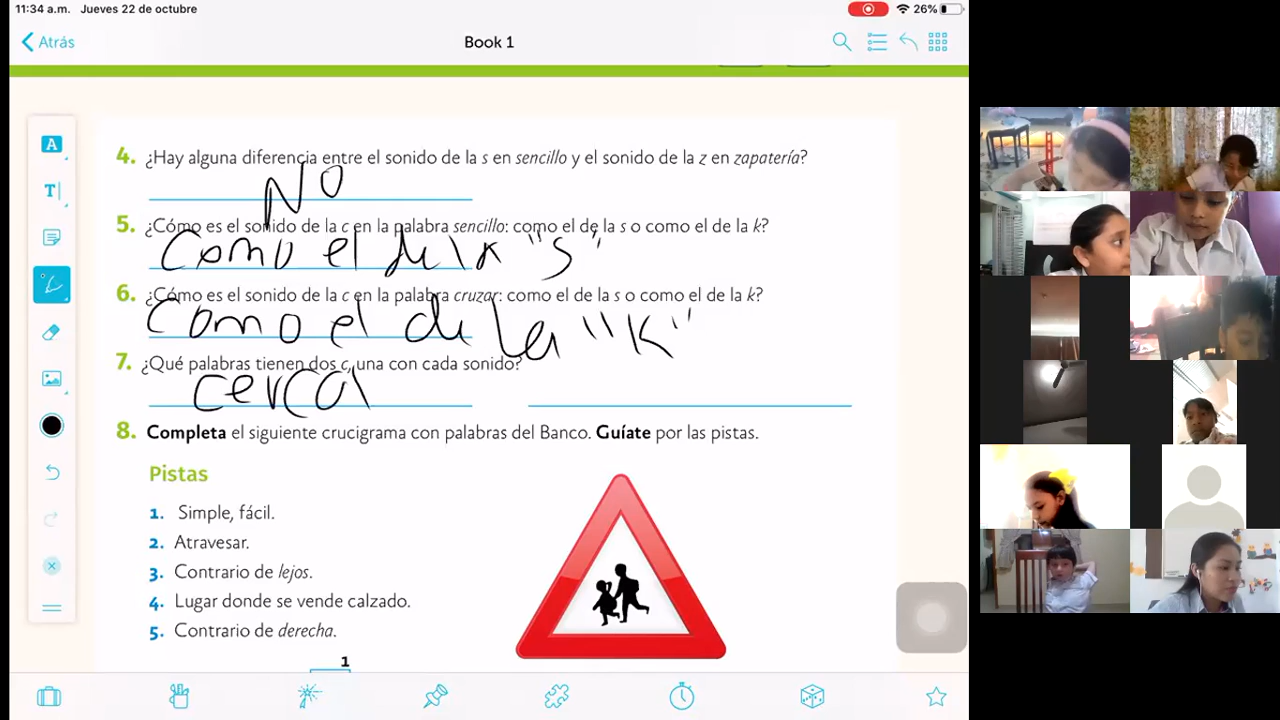 11:34 a.m. Jueves 22 de octubre
26%
Atrás
Book 1
4. ¿Hay alguna diferencia entre el sonido de la s en sencillo y el sonido de la z en zapatería?
NO
5. ¿Cómo es el sonido de la c en la palabra sencillo: como el de la s o como el de la k?
Como el de la "s"
6. ¿Cómo es el sonido de la c en la palabra cruzar: como el de la s o como el de la k?
Como el de la "K"
7. ¿Qué palabras tienen dos c, una con cada sonido?
cerca
8. Completa el siguiente crucigrama con palabras del Banco. Guíate por las pistas.
Pistas
1. Simple, fácil.
2. Atravesar.
3. Contrario de lejos.
4. Lugar donde se vende calzado.
5. Contrario de derecha.
1